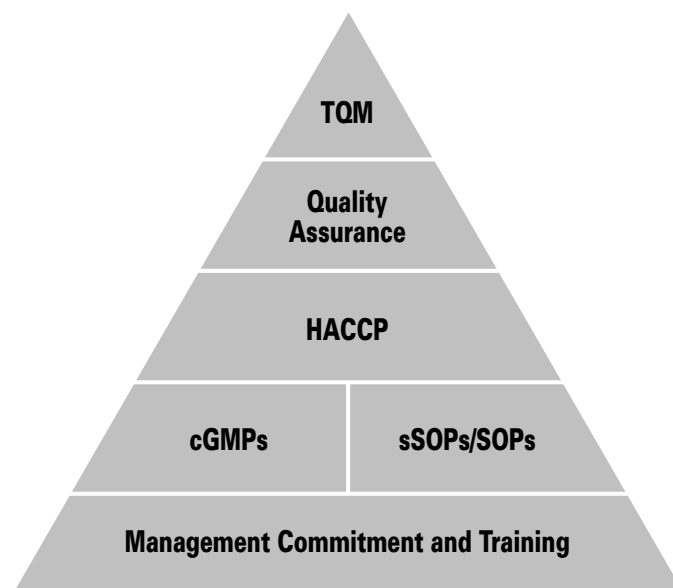 TQM
Quality
Assurance
HACCP
cGMPs
sSOPs/SOPs
Management Commitment and Training